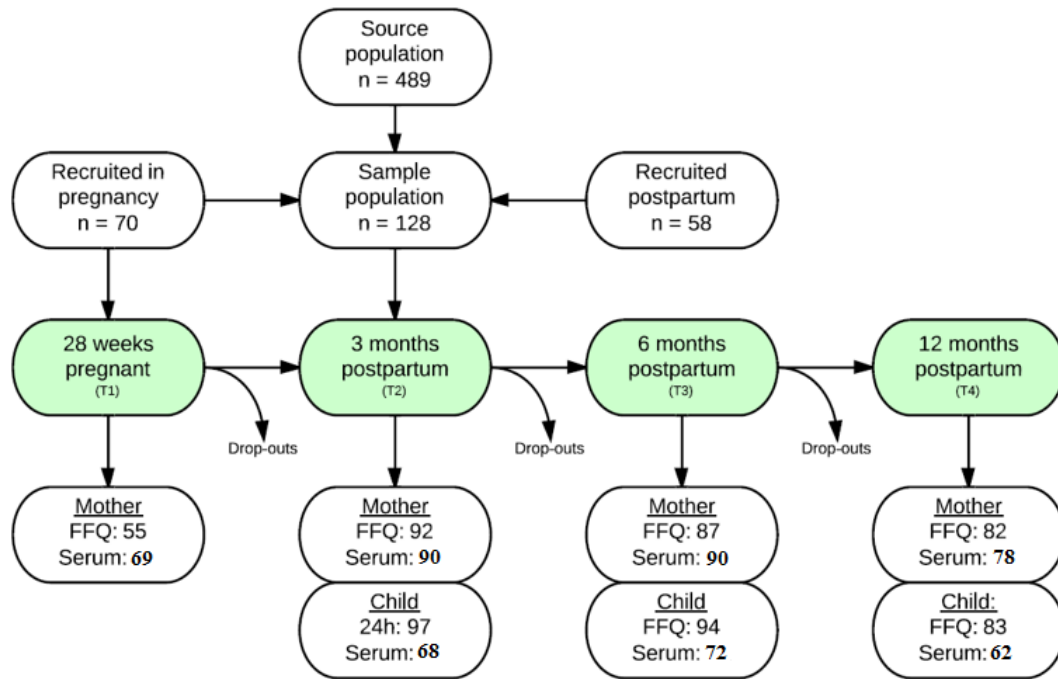 Source
population
n = 489
Recruited in
pregnancy
n = 70
Sample
population
n = 128
Recruited
postpartum
n = 58
28 weeks
pregnant
(T1)
3 months
postpartum
(T2)
6 months
postpartum
(T3)
12 months
postpartum
(T4)
Drop-outs
Drop-outs
Drop-outs
Mother
FFQ: 55
Serum: 69
Mother
FFQ: 92
Serum: 90
Child
24h: 97
Serum: 68
Mother
FFQ: 87
Serum: 90
Child
FFQ: 94
Serum: 72
Mother
FFQ: 82
Serum: 78
Child:
FFQ: 83
Serum: 62